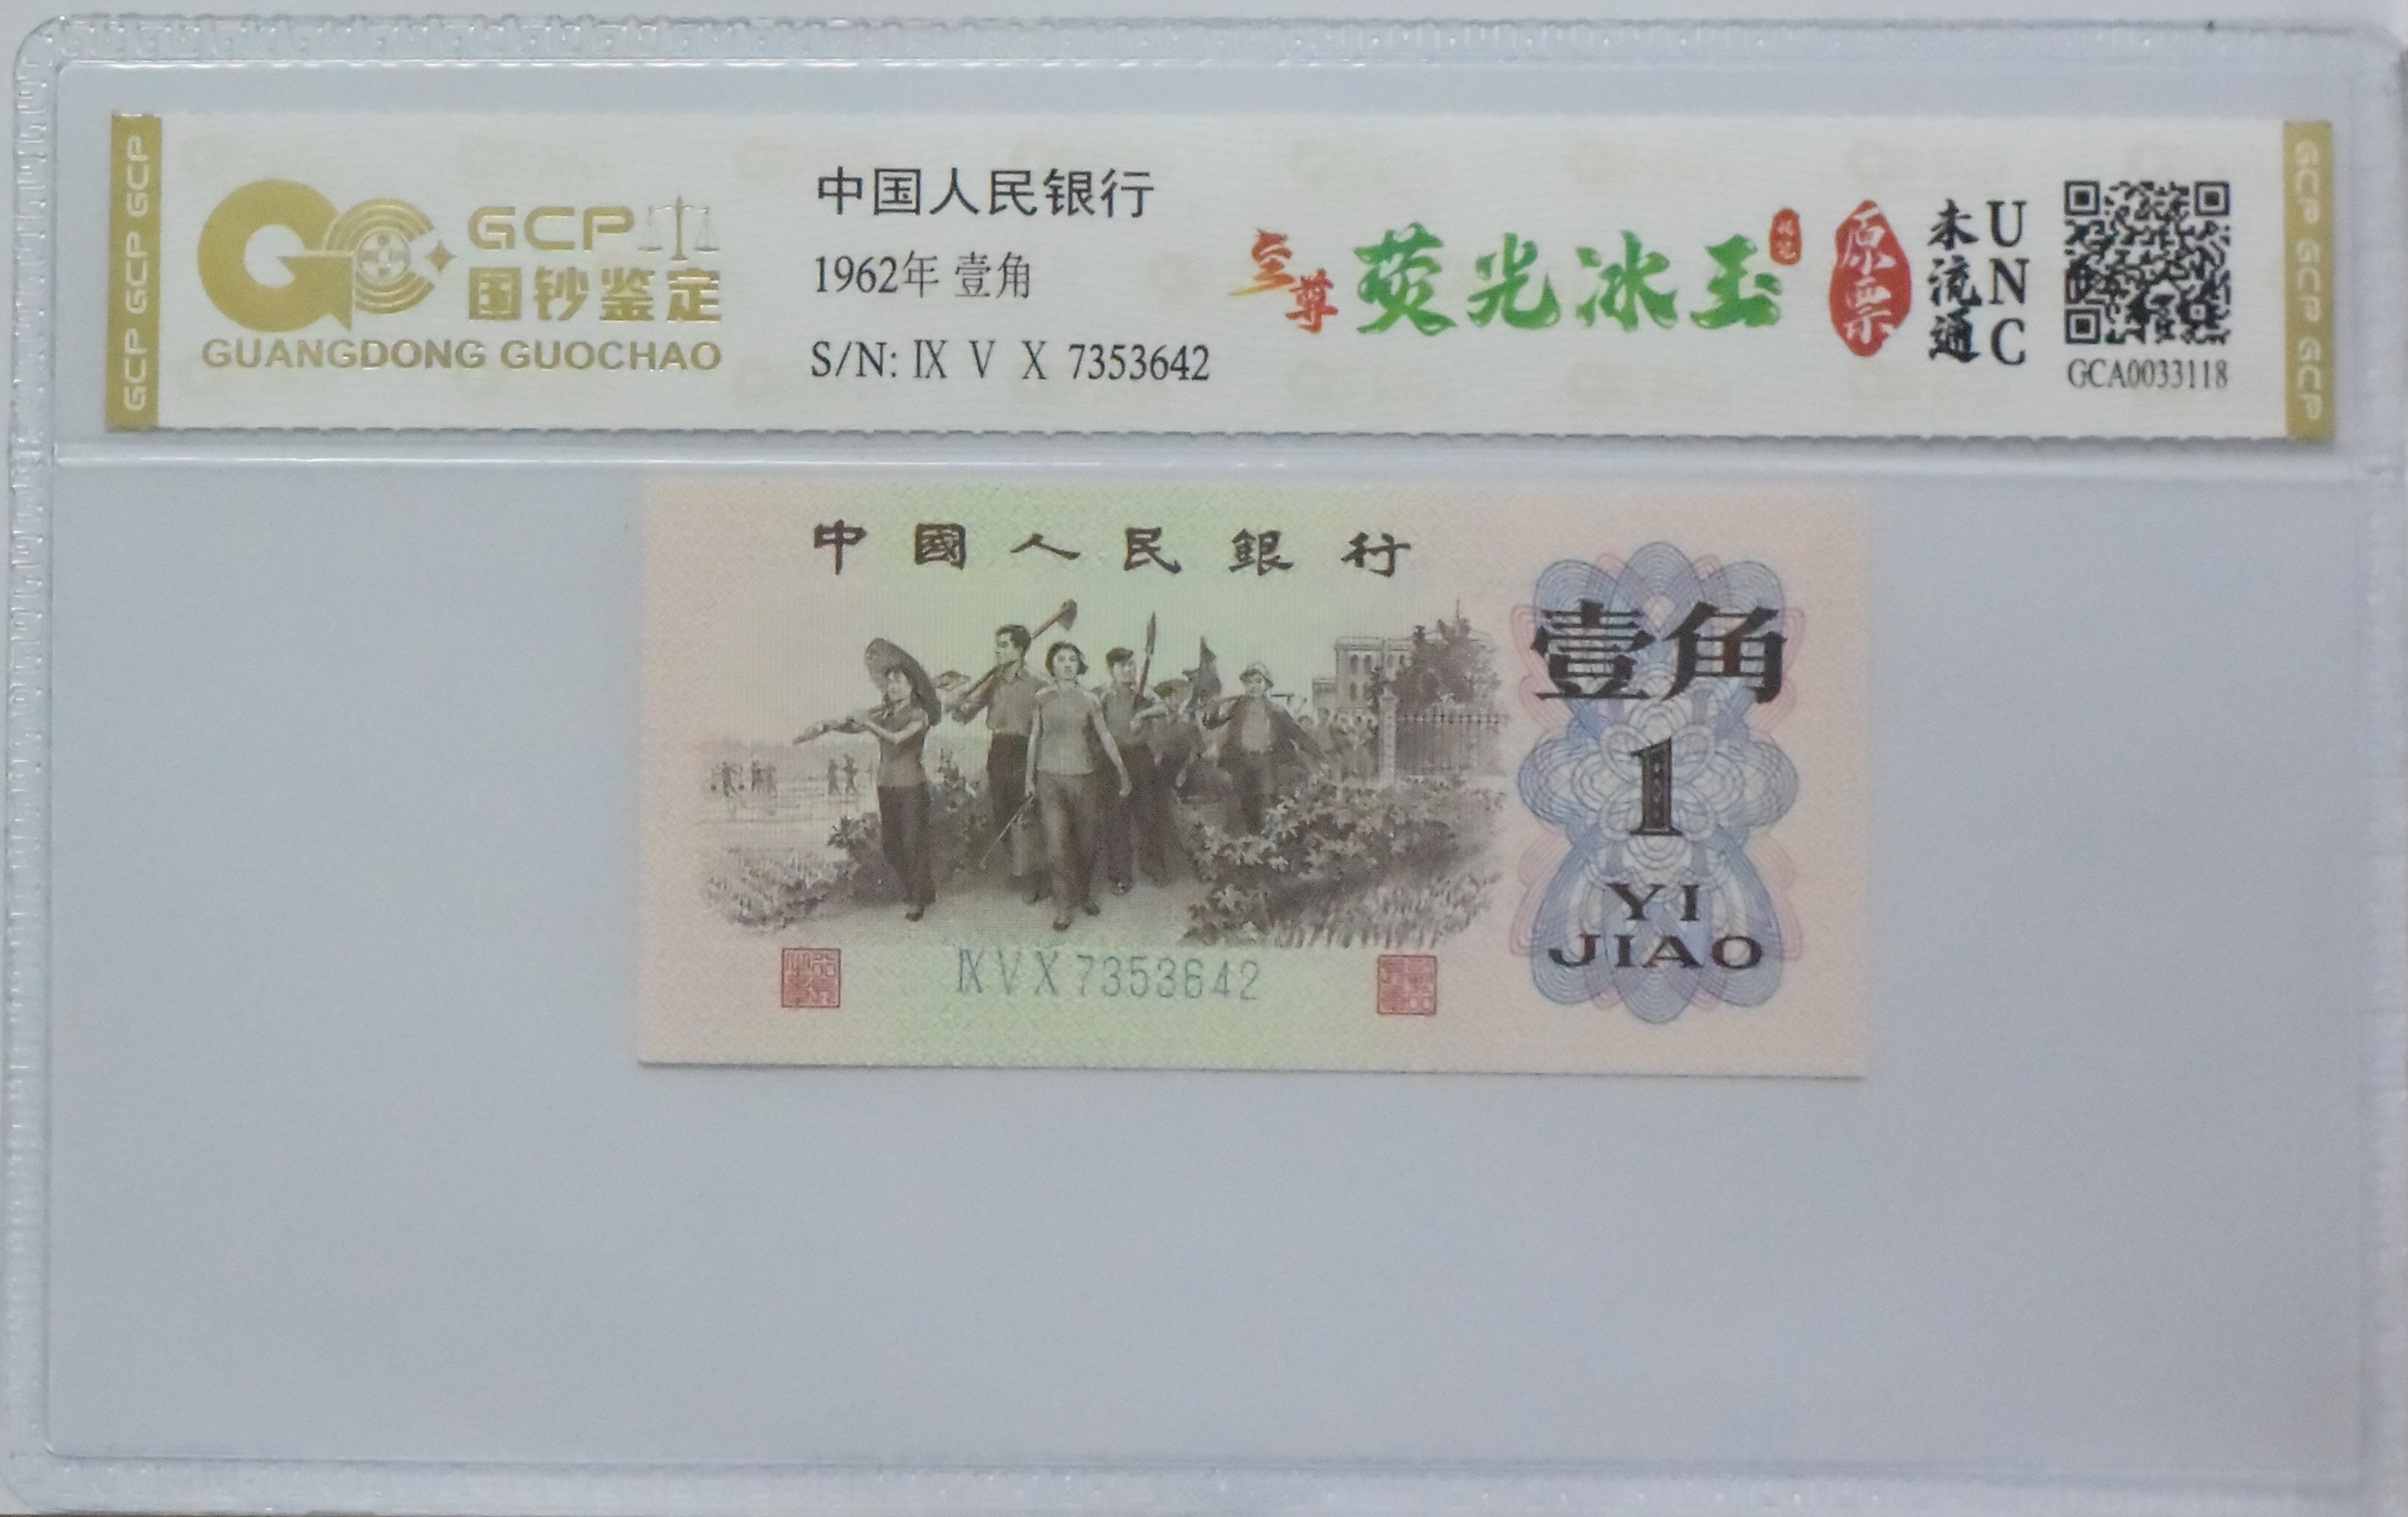 GCP GCP GCP
GCP
国钞鉴定
GUANGDONG GUOCHAO
中国人民银行
1962年 壹角
S/N: Ⅸ Ⅴ Ⅹ 7353642
至尊
荧光冰玉
原票
未流通
UNC
GCA0033118
GCP GCP GCP
中國人民銀行
壹角
1
YI
JIAO
ⅨⅤⅩ7353642